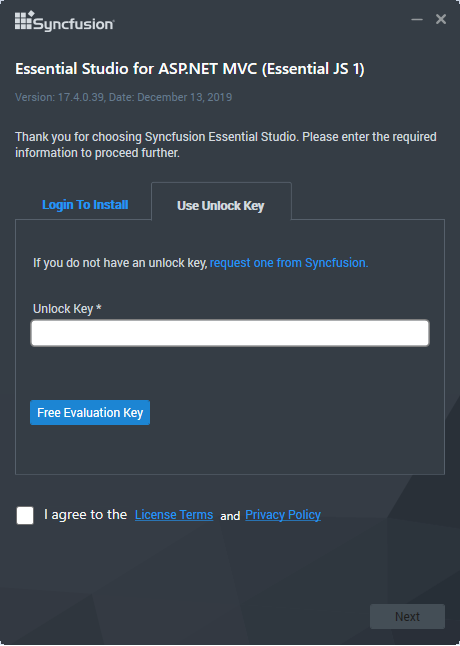 Syncfusion
Essential Studio for ASP.NET MVC (Essential JS 1)
Version: 17.4.0.39, Date: December 13, 2019
Thank you for choosing Syncfusion Essential Studio. Please enter the required
information to proceed further.
Login To Install
Use Unlock Key
If you do not have an unlock key, request one from Syncfusion.
Unlock Key *
Free Evaluation Key
I agree to the License Terms and Privacy Policy
Next